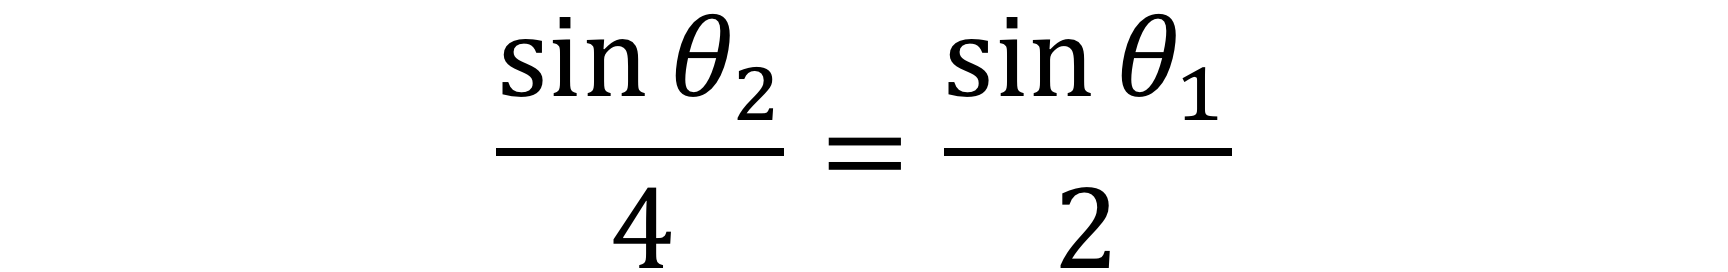 sin θ₂ / 4 = sin θ₁ / 2